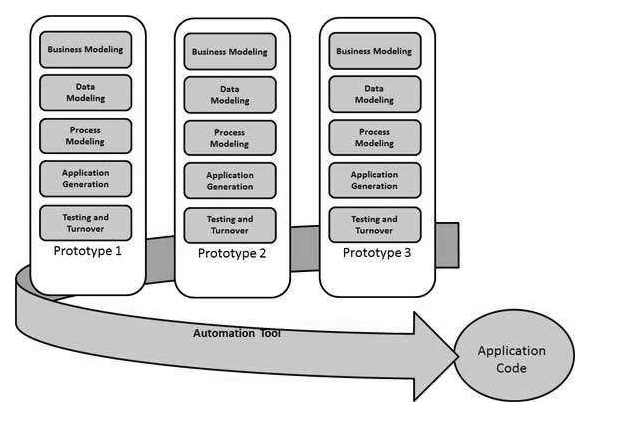 Business Modeling
Data
Modeling
Process
Modeling
Application
Generation
Testing and
Turnover
Prototype 1
Business Modeling
Data
Modeling
Process
Modeling
Application
Generation
Testing and
Turnover
Prototype 2
Business Modeling
Data
Modeling
Process
Modeling
Application
Generation
Testing and
Turnover
Prototype 3
Automation Tool
Application
Code